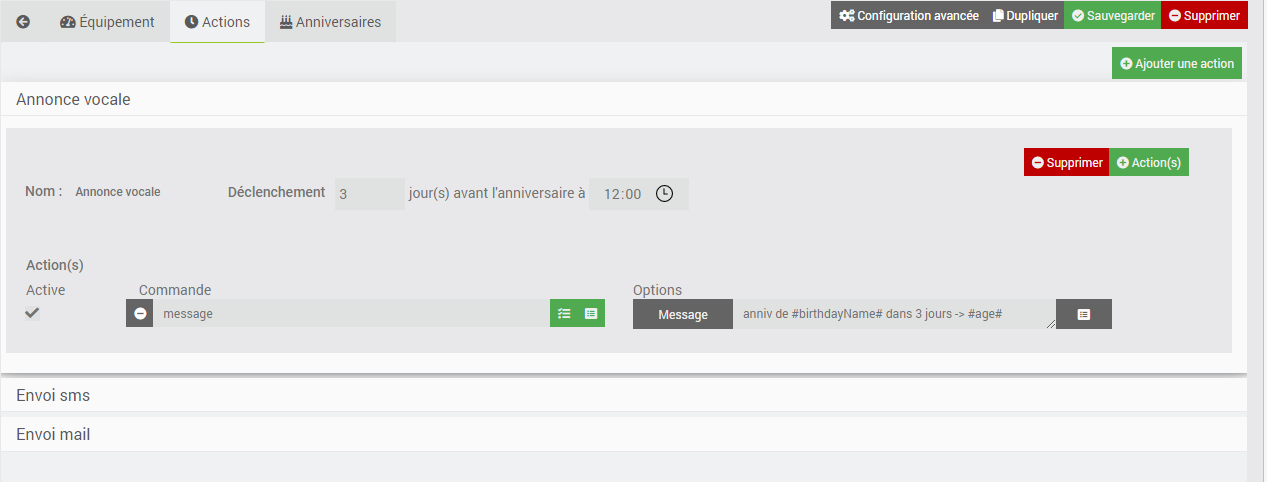 Équipement Actions Anniversaires Configuration avancée Dupliquer Sauvegarder Supprimer
Ajouter une action
Annonce vocale
Supprimer Action(s)
Nom : Annonce vocale Déclenchement 3 jour(s) avant l'anniversaire à 12:00
Action(s)
Active Commande Options
message Message anniv de #birthdayName# dans 3 jours -> #age#
Envoi sms
Envoi mail